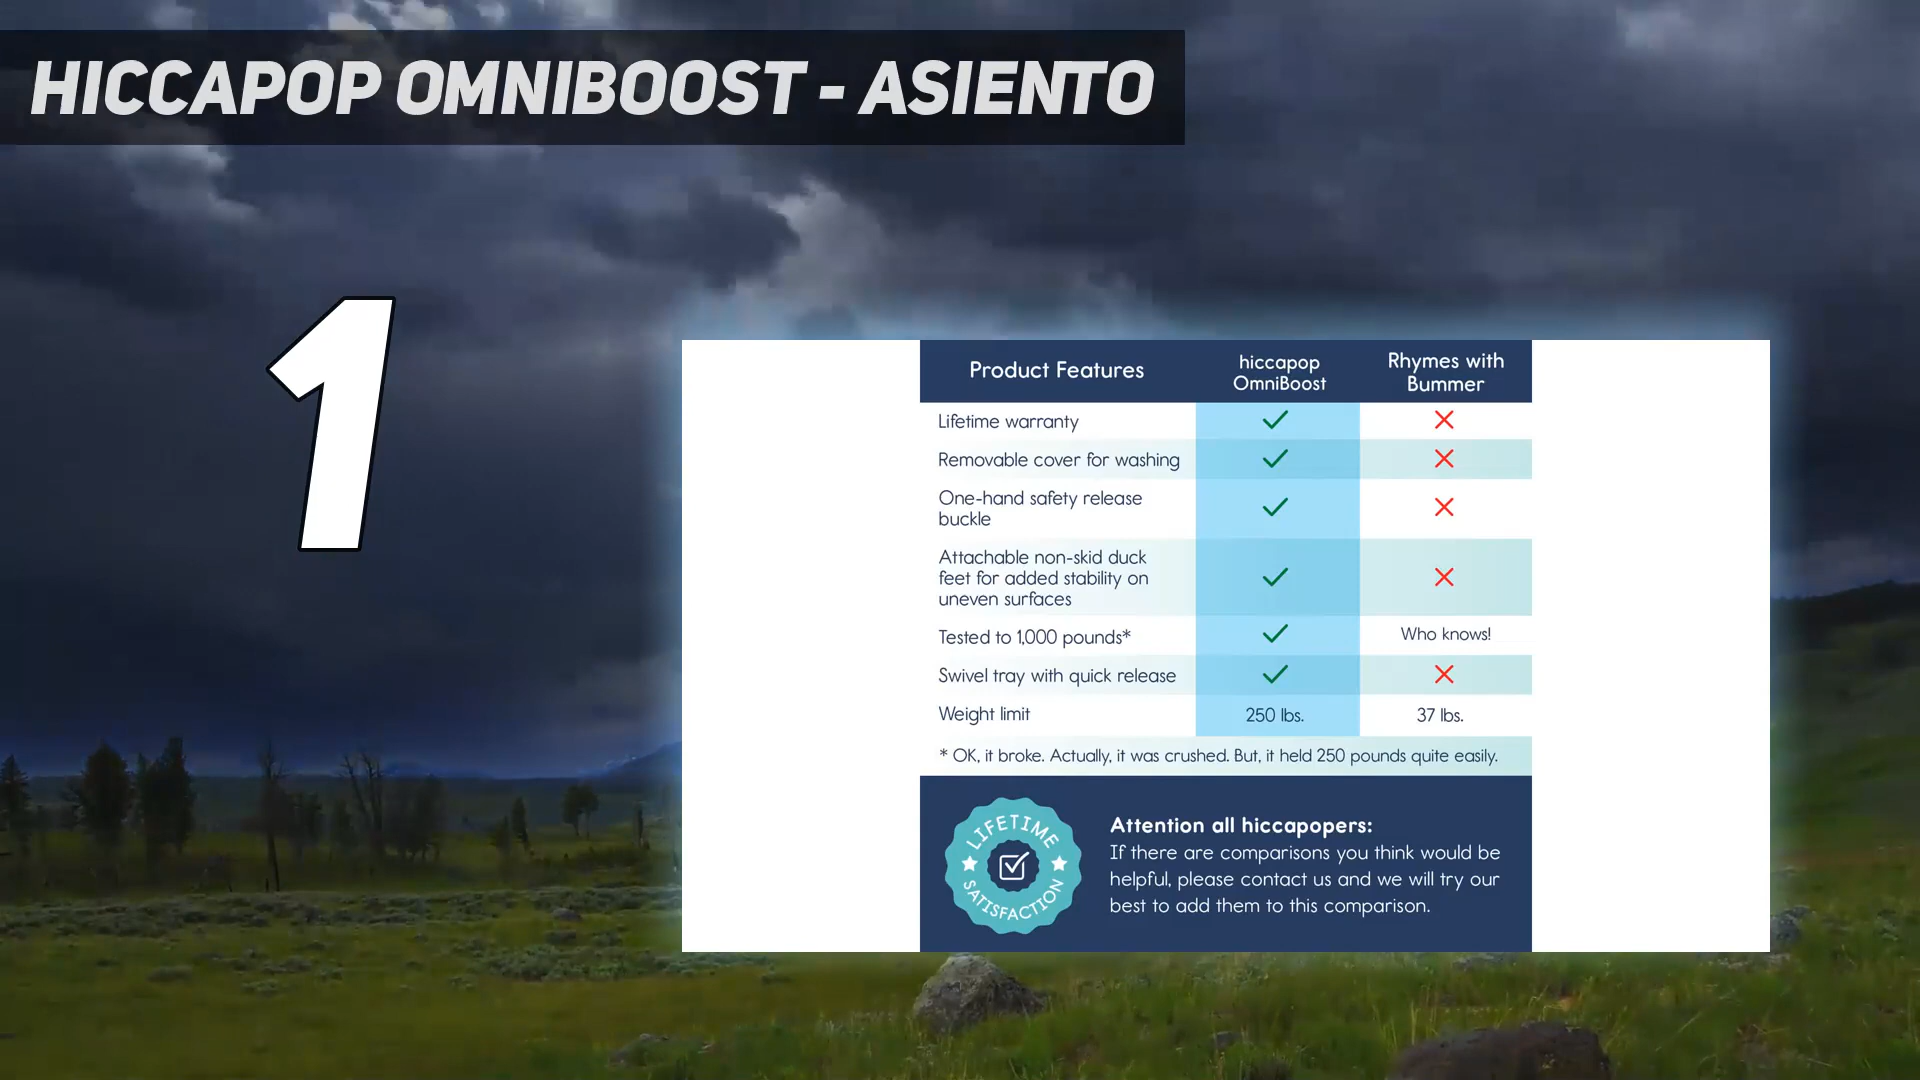 HICCAPOP OMNIBOOST - ASIENTO
1
Product Features
hiccapop
OmniBoost
Rhymes with
Bummer
Lifetime warranty
Removable cover for washing
One-hand safety release
buckle
Attachable non-skid duck
feet for added stability on
uneven surfaces
Tested to 1,000 pounds*
Who knows!
Swivel tray with quick release
Weight limit
250 lbs.
37 lbs.
* OK, it broke. Actually, it was crushed. But, it held 250 pounds quite easily.
LIFETIME
SATISFACTION
Attention all hiccapopers:
If there are comparisons you think would be
helpful, please contact us and we will try our
best to add them to this comparison.